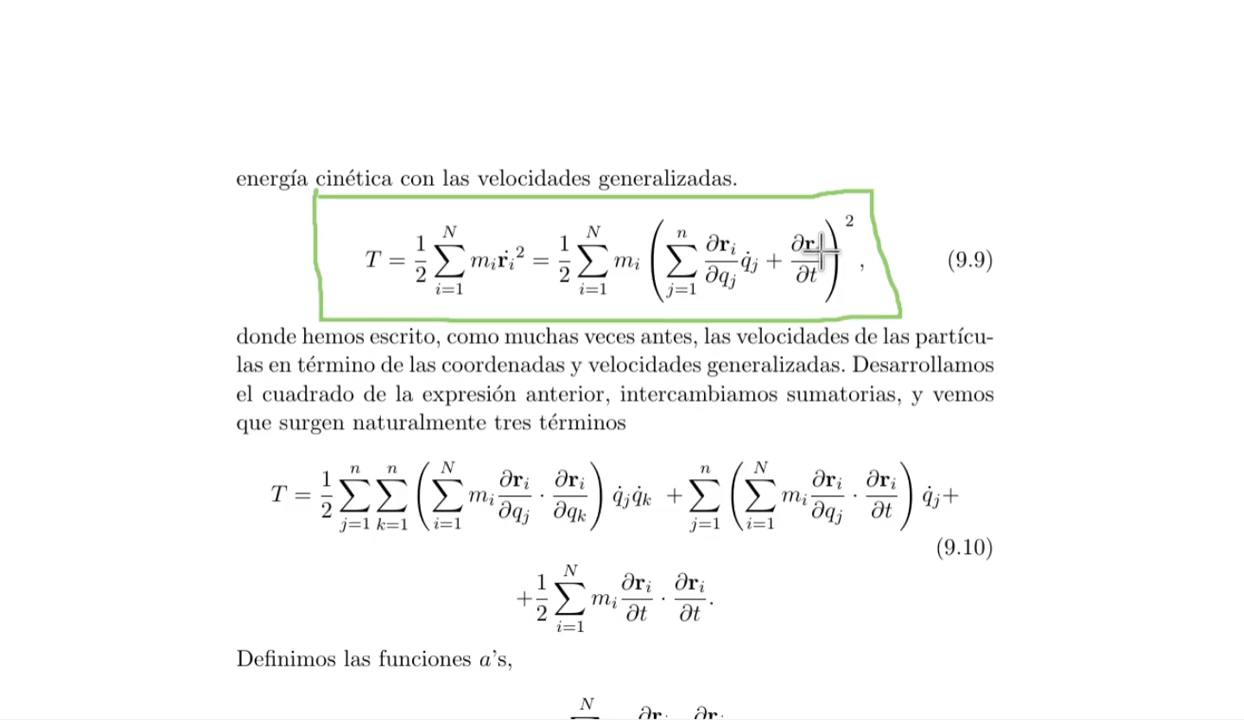 energía cinética con las velocidades generalizadas.
T = \frac{1}{2} \sum_{i=1}^{N} m_i \dot{\mathbf{r}}_i{}^2 = \frac{1}{2} \sum_{i=1}^{N} m_i \left( \sum_{j=1}^{n} \frac{\partial \mathbf{r}_i}{\partial q_j} \dot{q}_j + \frac{\partial \mathbf{r}}{\partial t} \right)^2 , (9.9)
donde hemos escrito, como muchas veces antes, las velocidades de las partícu-
las en término de las coordenadas y velocidades generalizadas. Desarrollamos
el cuadrado de la expresión anterior, intercambiamos sumatorias, y vemos
que surgen naturalmente tres términos
T = \frac{1}{2} \sum_{j=1}^{n} \sum_{k=1}^{n} \left( \sum_{i=1}^{N} m_i \frac{\partial \mathbf{r}_i}{\partial q_j} \cdot \frac{\partial \mathbf{r}_i}{\partial q_k} \right) \dot{q}_j \dot{q}_k + \sum_{j=1}^{n} \left( \sum_{i=1}^{N} m_i \frac{\partial \mathbf{r}_i}{\partial q_j} \cdot \frac{\partial \mathbf{r}_i}{\partial t} \right) \dot{q}_j +
(9.10)
+ \frac{1}{2} \sum_{i=1}^{N} m_i \frac{\partial \mathbf{r}_i}{\partial t} \cdot \frac{\partial \mathbf{r}_i}{\partial t} .
Definimos las funciones a's,